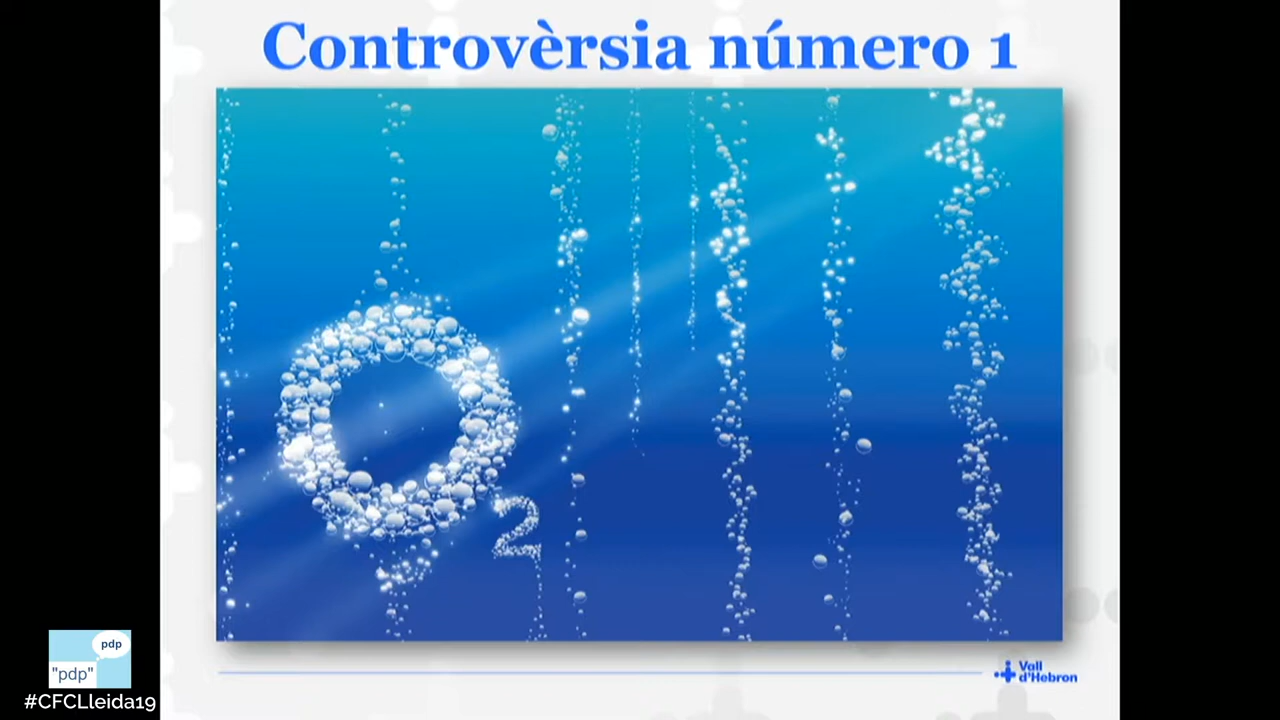 Controvèrsia número 1
O
2
pdp
"pdp"
#CFCLleida19
Vall
d'Hebron